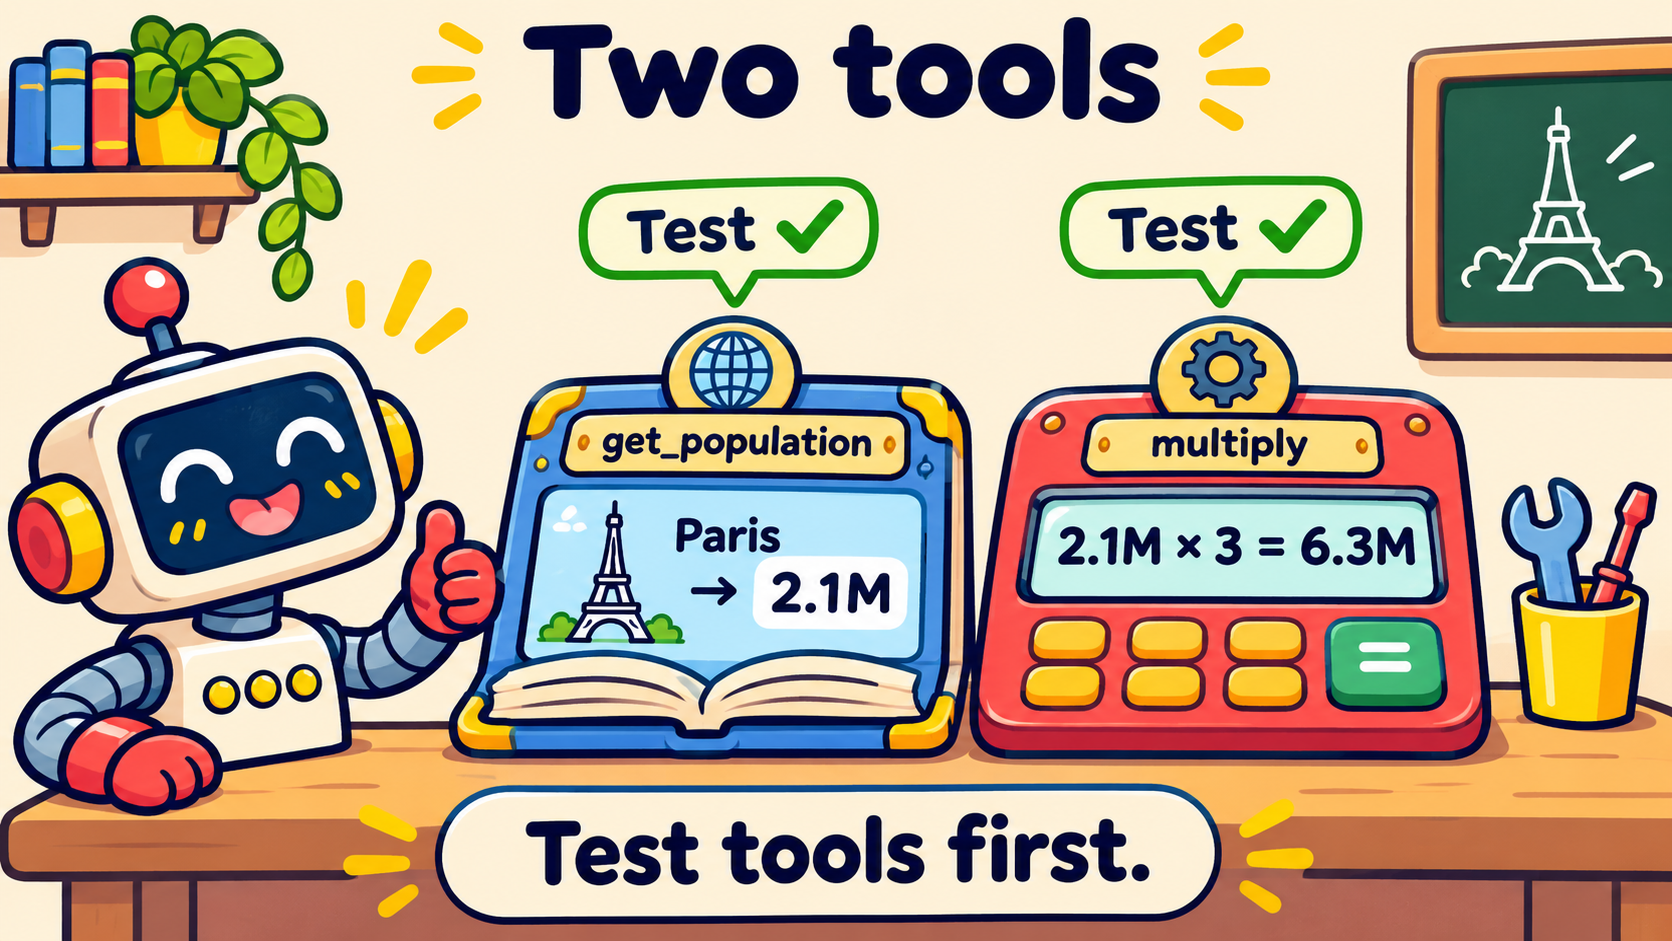 Two tools
Test ✓
Test ✓
get_population
multiply
Paris
→ 2.1M
2.1M × 3 = 6.3M
=
Test tools first.